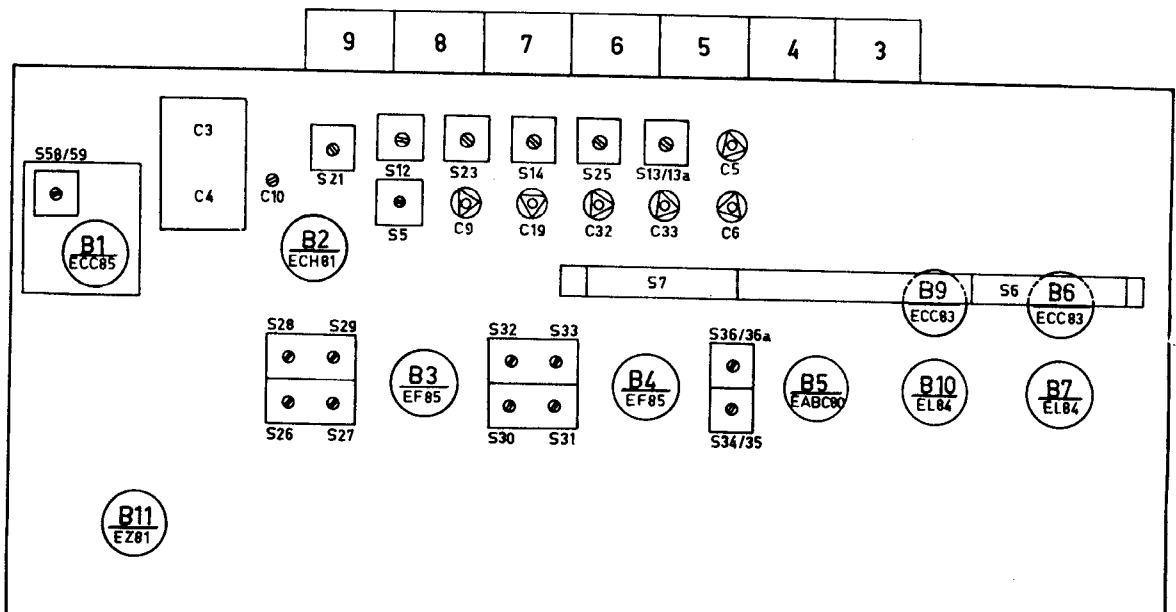 9 8 7 6 5 4 3
C3
S58/59
S21 S12 S23 S14 S25 S13/13a C5
C4 C10
S5 C9 C19 C32 C33 C6
B1
ECC85
B2
ECH81
S7 S6
B9
ECC83
B6
ECC83
S28 S29 S32 S33 S36/36a
B3
EF85
B4
EF85
B5
EABC80
B10
EL84
B7
EL84
S26 S27 S30 S31 S34/35
B11
EZ81